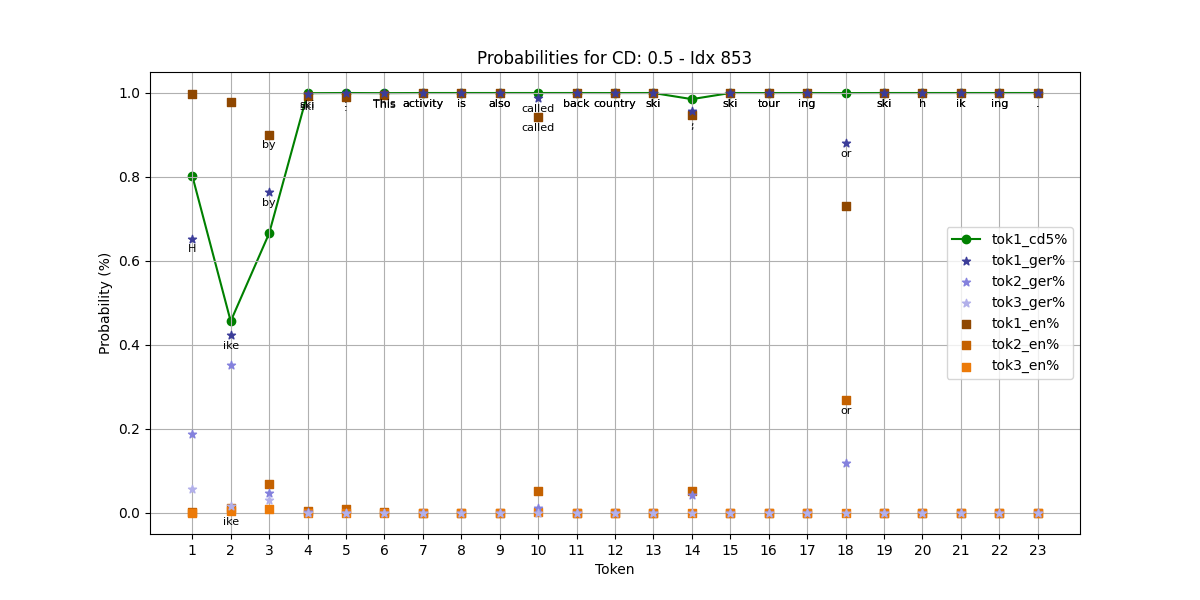 Probabilities for CD: 0.5 - Idx 853
Probability (%)
1.0
0.8
0.6
0.4
0.2
0.0
H
ike
ike
by
by
ski
ski
.
This
activity
is
also
called
called
back
country
ski
,
ski
tour
ing
or
or
ski
h
ik
ing
.
tok1_cd5%
tok1_ger%
tok2_ger%
tok3_ger%
tok1_en%
tok2_en%
tok3_en%
1 2 3 4 5 6 7 8 9 10 11 12 13 14 15 16 17 18 19 20 21 22 23
Token